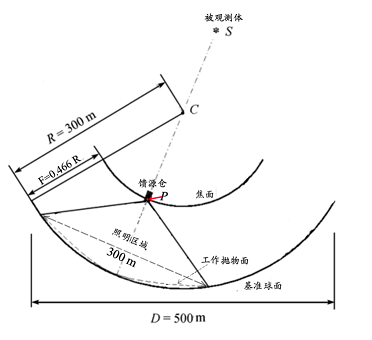 被观测体
S
C
R = 300 m
F=0.466 R
馈源仓
P
焦面
照明区域
300 m
工作抛物面
基准球面
D = 500 m